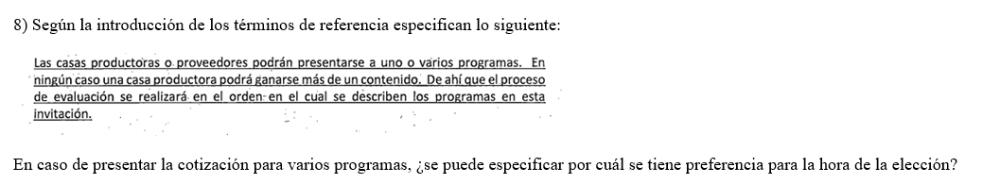 8) Según la introducción de los términos de referencia especifican lo siguiente:
Las casas productoras o proveedores podrán presentarse a uno o varios programas. En
ningún caso una casa productora podrá ganarse más de un contenido. De ahí que el proceso
de evaluación se realizará en el orden en el cual se describen los programas en esta
invitación.
En caso de presentar la cotización para varios programas, ¿se puede especificar por cuál se tiene preferencia para la hora de la elección?